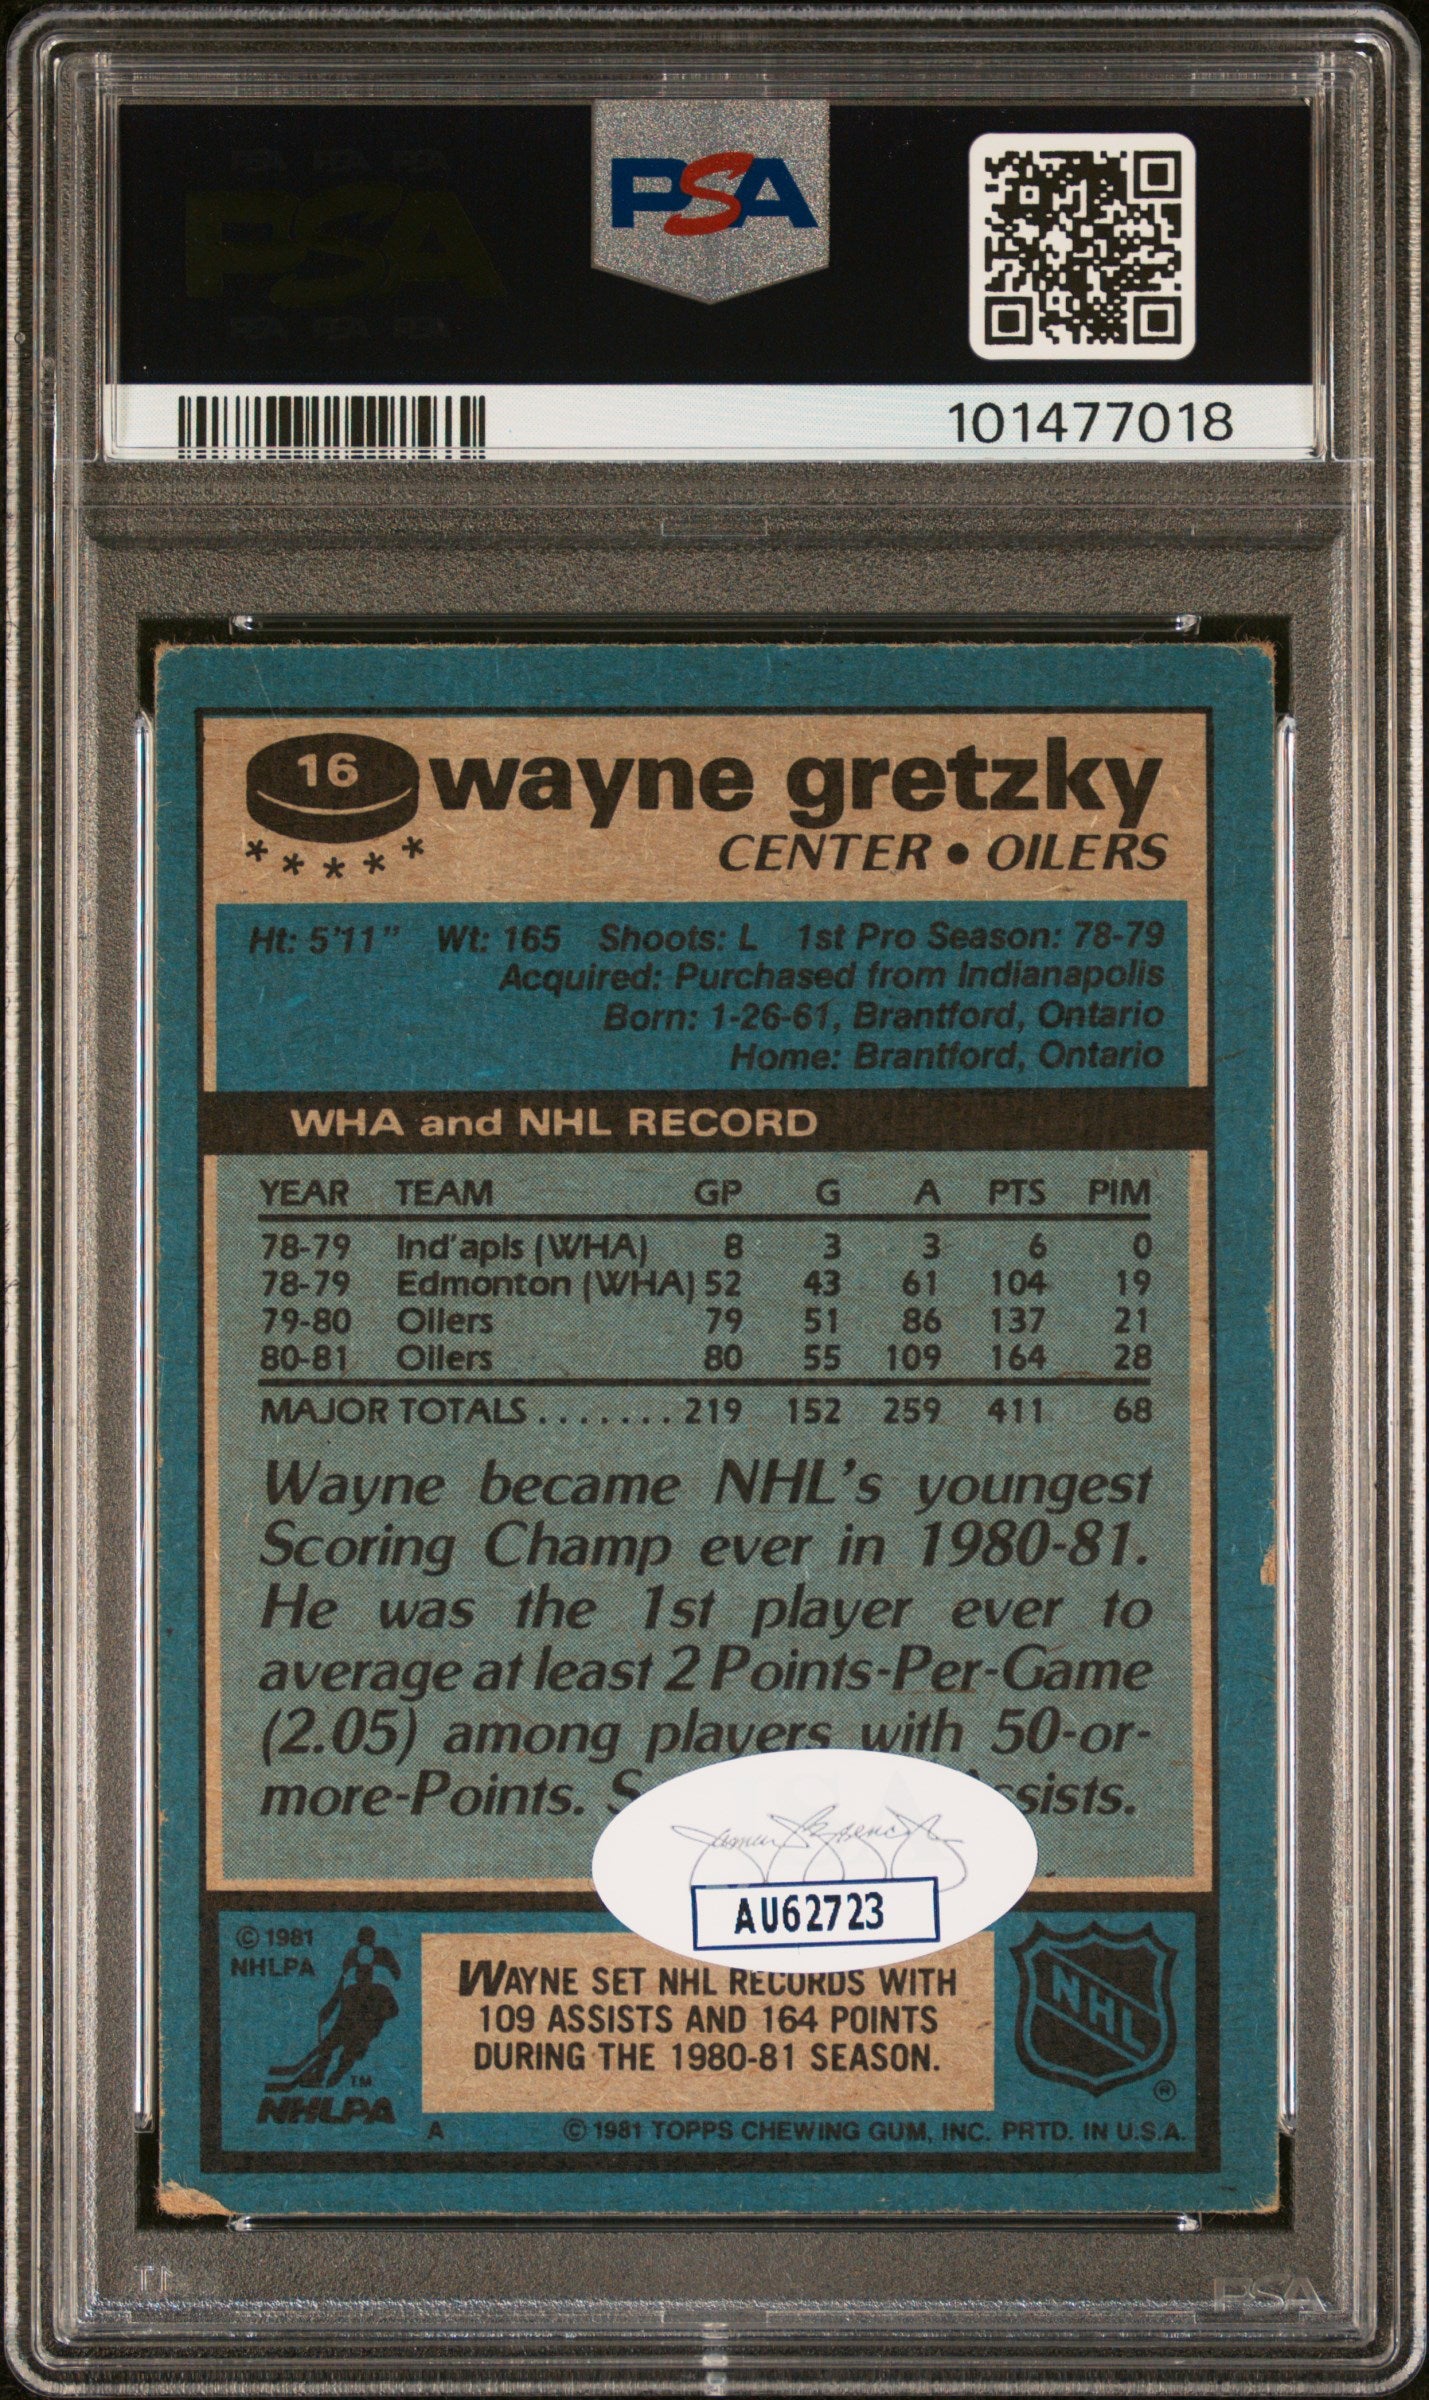 PSA
101477018
16
wayne gretzky
* * * * *
CENTER • OILERS
Ht: 5'11" Wt: 165 Shoots: L 1st Pro Season: 78-79
Acquired: Purchased from Indianapolis
Born: 1-26-61, Brantford, Ontario
Home: Brantford, Ontario
WHA and NHL RECORD
YEAR TEAM GP G A PTS PIM
78-79 Ind'apls (WHA) 8 3 3 6 0
78-79 Edmonton (WHA) 52 43 61 104 19
79-80 Oilers 79 51 86 137 21
80-81 Oilers 80 55 109 164 28
MAJOR TOTALS ....... 219 152 259 411 68
Wayne became NHL's youngest
Scoring Champ ever in 1980-81.
He was the 1st player ever to
average at least 2 Points-Per-Game
(2.05) among players with 50-or-
more-Points.
AU62723
© 1981
NHLPA
WAYNE SET NHL RECORDS WITH
109 ASSISTS AND 164 POINTS
DURING THE 1980-81 SEASON.
NHL
®
TM
NHLPA
A
© 1981 TOPPS CHEWING GUM, INC. PRTD. IN U.S.A.
PSA